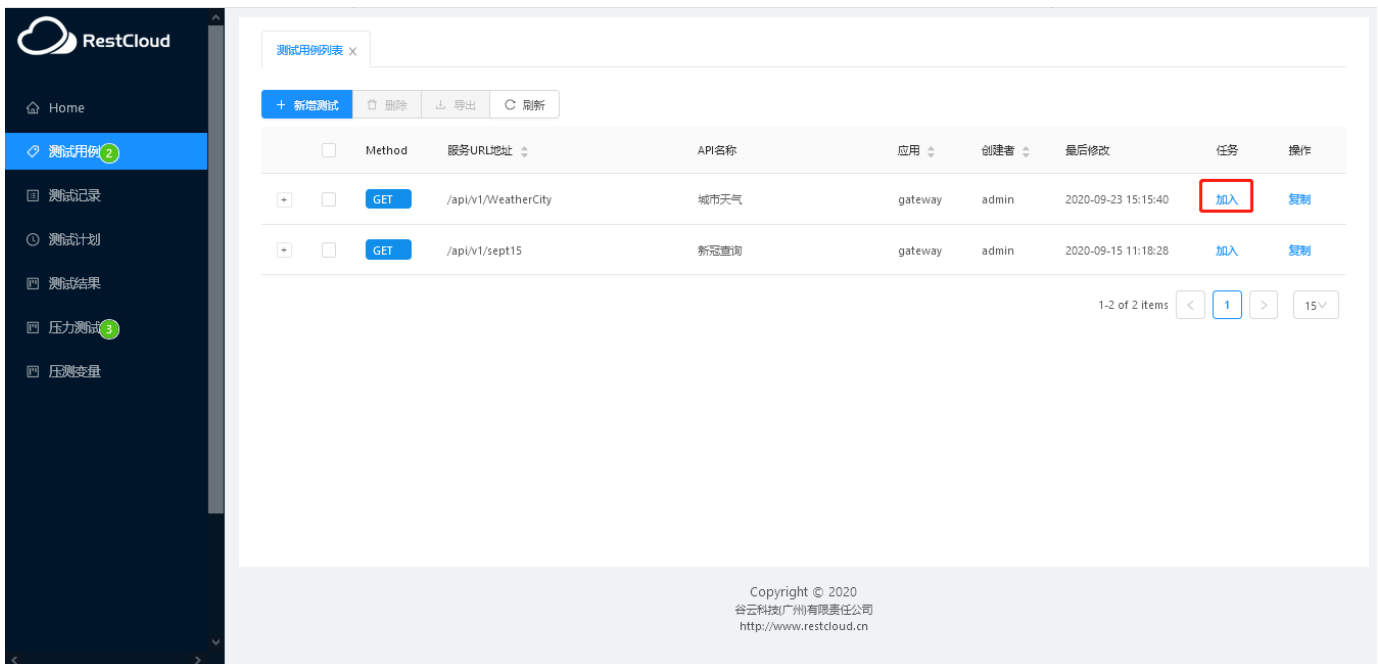 RestCloud
Home
测试用例 2
测试记录
测试计划
测试结果
压力测试 3
压测变量
测试用例列表 ×
+ 新增测试 删除 导出 刷新
Method 服务URL地址 API名称 应用 创建者 最后修改 任务 操作
+ GET /api/v1/WeatherCity 城市天气 gateway admin 2020-09-23 15:15:40 加入 复制
+ GET /api/v1/sept15 新冠查询 gateway admin 2020-09-15 11:18:28 加入 复制
1-2 of 2 items < 1 > 15
Copyright © 2020
谷云科技(广州)有限责任公司
http://www.restcloud.cn